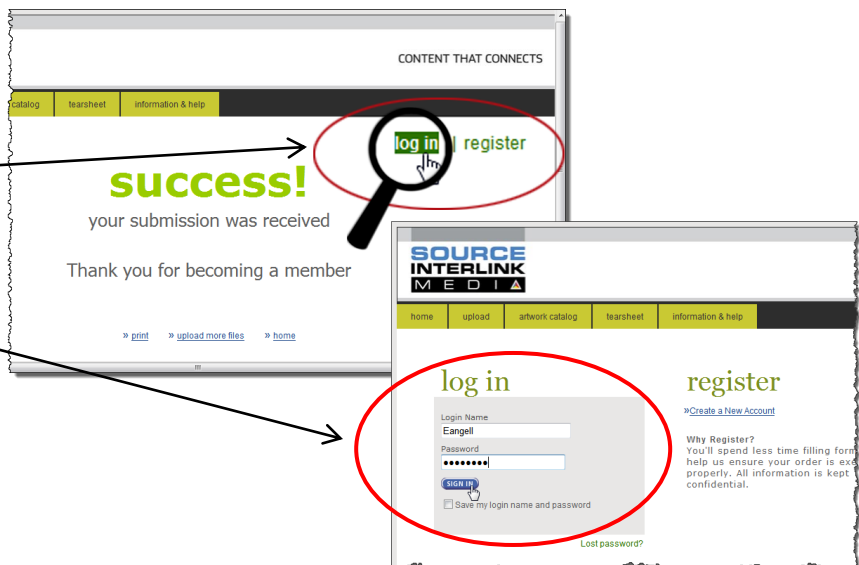 CONTENT THAT CONNECTS
catalog tearsheet information & help
log in | register
success!
your submission was received
Thank you for becoming a member
» print » upload more files » home
SOURCE
INTERLINK
MEDIA
home upload artwork catalog tearsheet information & help
log in
Login Name
Eangell
Password
••••••••
SIGN IN
Save my login name and password
Lost password?
register
»Create a New Account
Why Register?
You'll spend less time filling form
help us ensure your order is exe
properly. All information is kept
confidential.